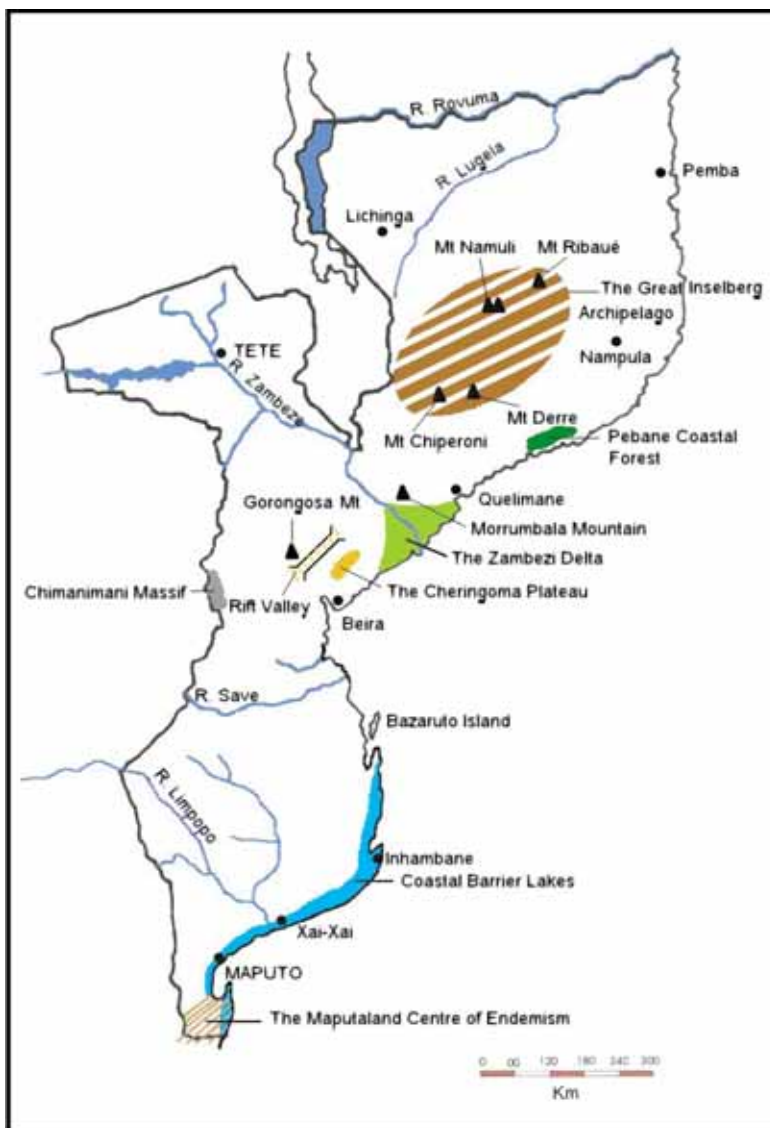 R. Rovuma
R. Lugela
Pemba
Lichinga
Mt Namuli
Mt Ribaué
The Great Inselberg
Archipelago
Nampula
TETE
R. Zambeze
Mt Derre
Mt Chiperoni
Pebane Coastal
Forest
Quelimane
Gorongosa Mt
Morrumbala Mountain
The Zambezi Delta
Chimanimani Massif
Rift Valley
The Cheringoma Plateau
Beira
R. Save
Bazaruto Island
R. Limpopo
Inhambane
Coastal Barrier Lakes
Xai-Xai
MAPUTO
The Maputaland Centre of Endemism
0 60 120 180 240 300
Km